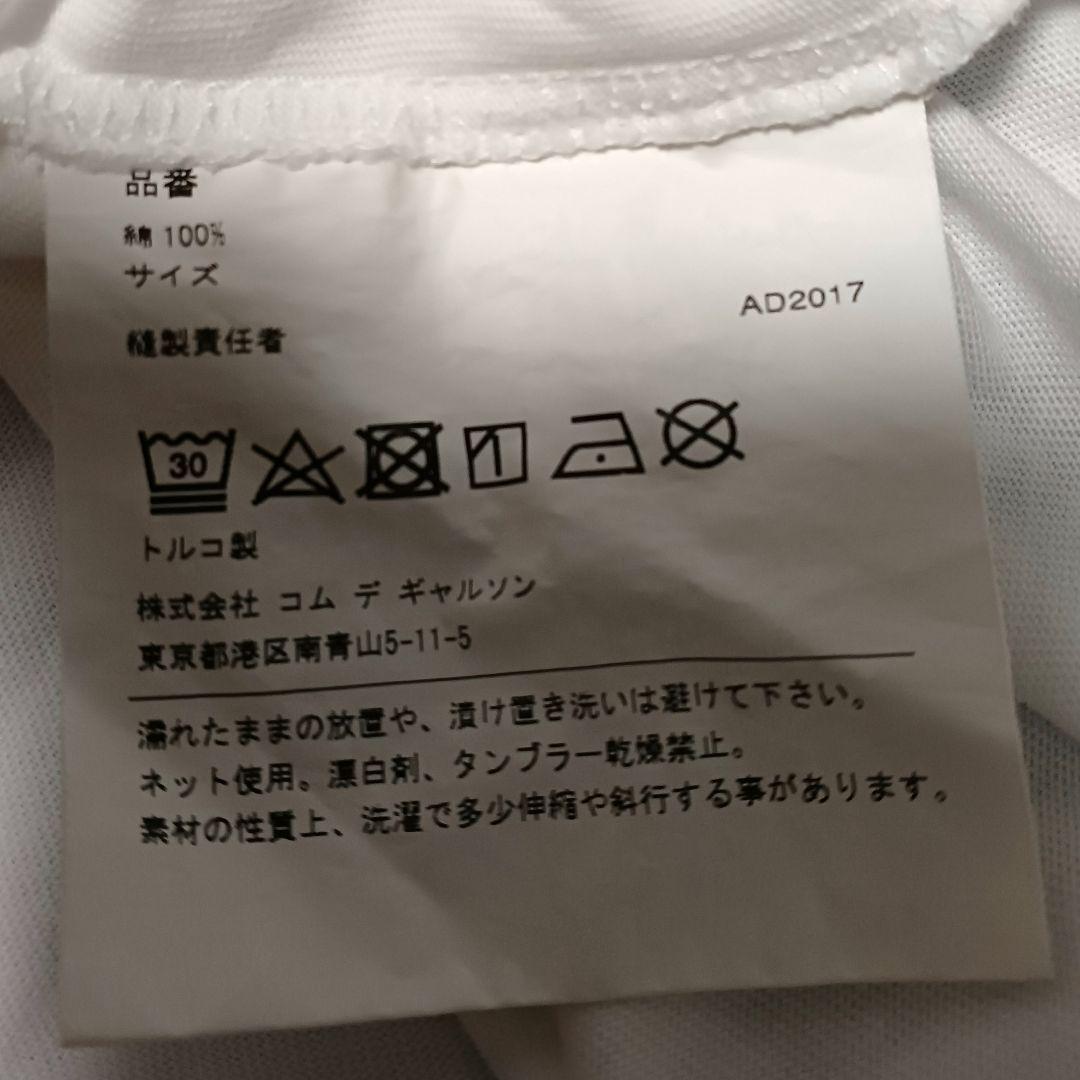 品番
綿 100%
サイズ
AD2017
縫製責任者
30
トルコ製
株式会社 コム デ ギャルソン
東京都港区南青山5-11-5
濡れたままの放置や、漬け置き洗いは避けて下さい。
ネット使用。漂白剤、タンブラー乾燥禁止。
素材の性質上、洗濯で多少伸縮や斜行する事があります。